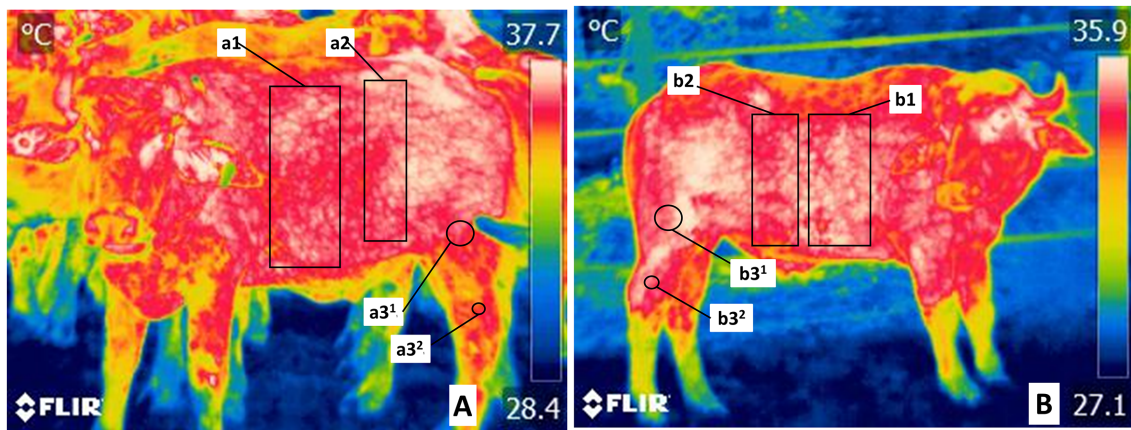 °C
37.7
a1
a2
a3¹
a3²
FLIR
A
28.4
°C
35.9
b2
b1
b3¹
b3²
FLIR
B
27.1